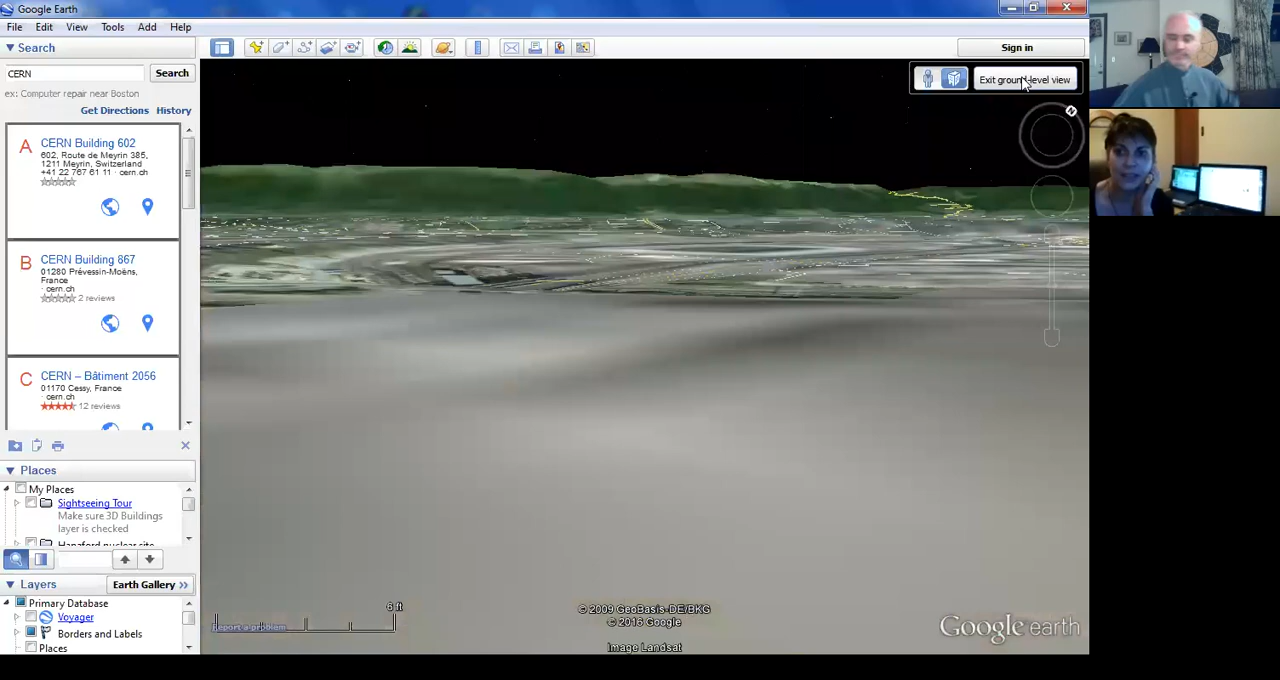 Google Earth
File Edit View Tools Add Help
Search
CERN
Search
ex: Computer repair near Boston
Get Directions History
A CERN Building 602
602, Route de Meyrin 385,
1211 Meyrin, Switzerland
+41 22 767 61 11 · cern.ch
B CERN Building 867
01280 Prévessin-Moëns,
France
· cern.ch
2 reviews
C CERN – Bâtiment 2056
01170 Cessy, France
· cern.ch
12 reviews
Places
My Places
Sightseeing Tour
Make sure 3D Buildings
layer is checked
Hanaford nuclear site
Layers
Earth Gallery >>
Primary Database
Voyager
Borders and Labels
Places
Sign in
Exit ground-level view
N
6 ft
Report a problem
© 2009 GeoBasis-DE/BKG
© 2016 Google
Image Landsat
Google earth